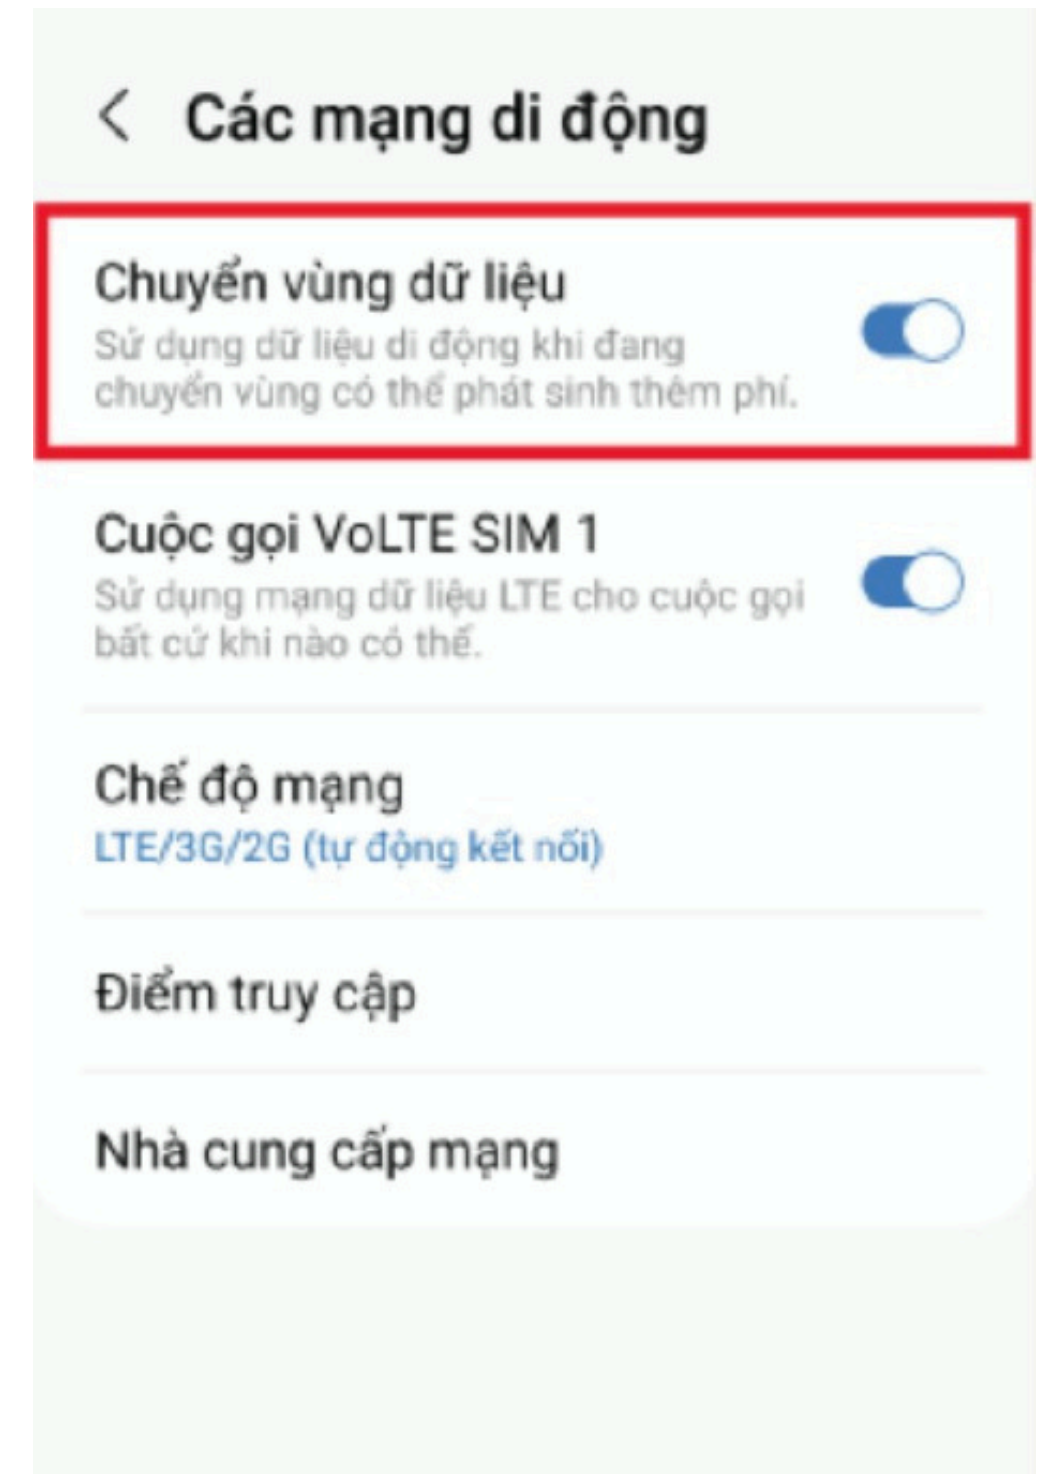 Các mạng di động
Chuyển vùng dữ liệu
Sử dụng dữ liệu di động khi đang
chuyển vùng có thể phát sinh thêm phí.
Cuộc gọi VoLTE SIM 1
Sử dụng mạng dữ liệu LTE cho cuộc gọi
bất cứ khi nào có thể.
Chế độ mạng
LTE/3G/2G (tự động kết nối)
Điểm truy cập
Nhà cung cấp mạng